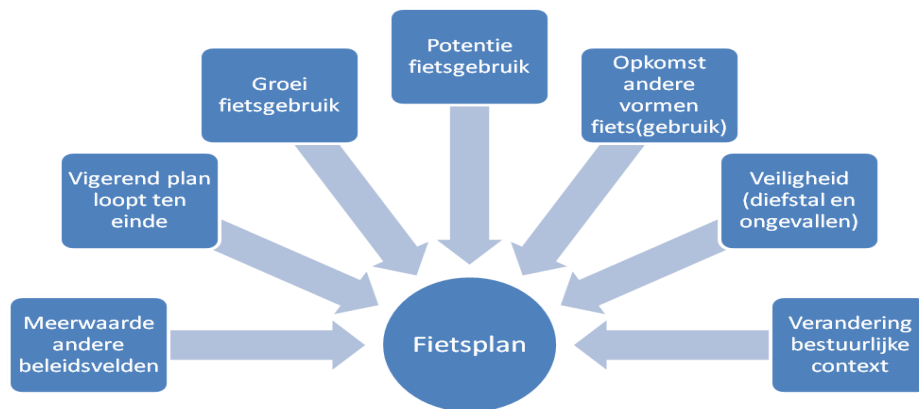 Potentie
fietsgebruik
Groei
fietsgebruik
Opkomst
andere
vormen
fiets(gebruik)
Vigerend plan
loopt ten
einde
Veiligheid
(diefstal en
ongevallen)
Meerwaarde
andere
beleidsvelden
Fietsplan
Verandering
bestuurlijke
context